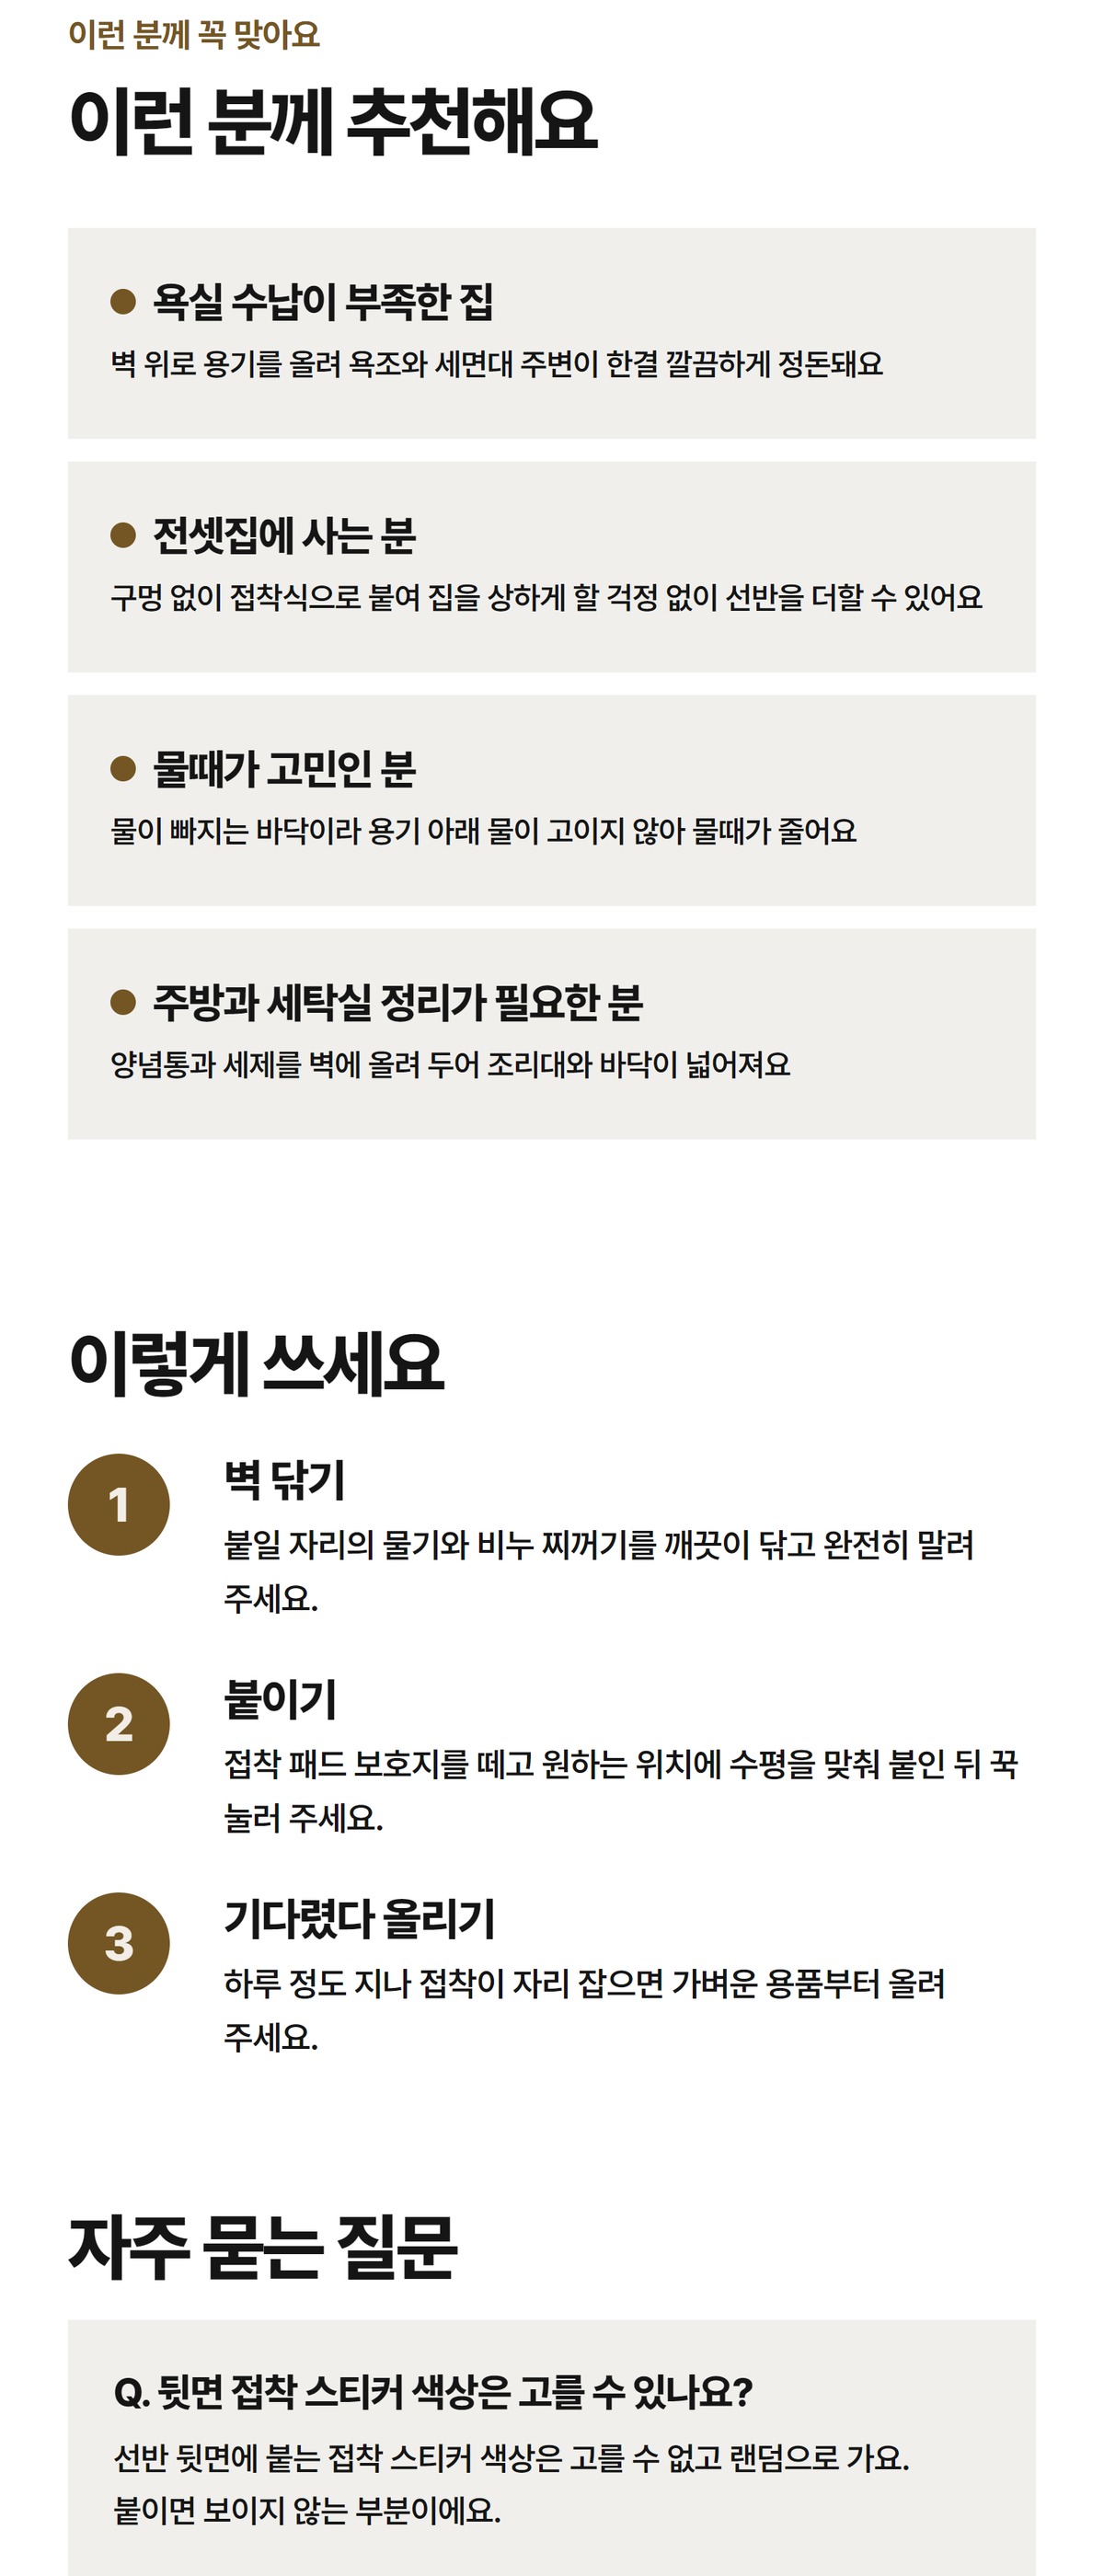 이런 분께 꼭 맞아요
이런 분께 추천해요
욕실 수납이 부족한 집
벽 위로 용기를 올려 욕조와 세면대 주변이 한결 깔끔하게 정돈돼요
전셋집에 사는 분
구멍 없이 접착식으로 붙여 집을 상하게 할 걱정 없이 선반을 더할 수 있어요
물때가 고민인 분
물이 빠지는 바닥이라 용기 아래 물이 고이지 않아 물때가 줄어요
주방과 세탁실 정리가 필요한 분
양념통과 세제를 벽에 올려 두어 조리대와 바닥이 넓어져요
이렇게 쓰세요
1
벽 닦기
붙일 자리의 물기와 비누 찌꺼기를 깨끗이 닦고 완전히 말려
주세요.
2
붙이기
접착 패드 보호지를 떼고 원하는 위치에 수평을 맞춰 붙인 뒤 꾹
눌러 주세요.
3
기다렸다 올리기
하루 정도 지나 접착이 자리 잡으면 가벼운 용품부터 올려
주세요.
자주 묻는 질문
Q. 뒷면 접착 스티커 색상은 고를 수 있나요?
선반 뒷면에 붙는 접착 스티커 색상은 고를 수 없고 랜덤으로 가요.
붙이면 보이지 않는 부분이에요.